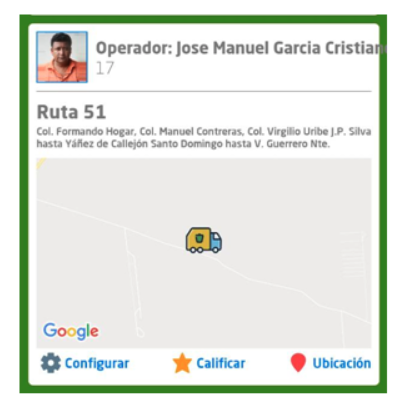 Operador: Jose Manuel Garcia Cristian
17
Ruta 51
Col. Formando Hogar, Col. Manuel Contreras, Col. Virgilio Uribe J.P. Silva
hasta Yáñez de Callejón Santo Domingo hasta V. Guerrero Nte.
Google
Configurar
Calificar
Ubicación